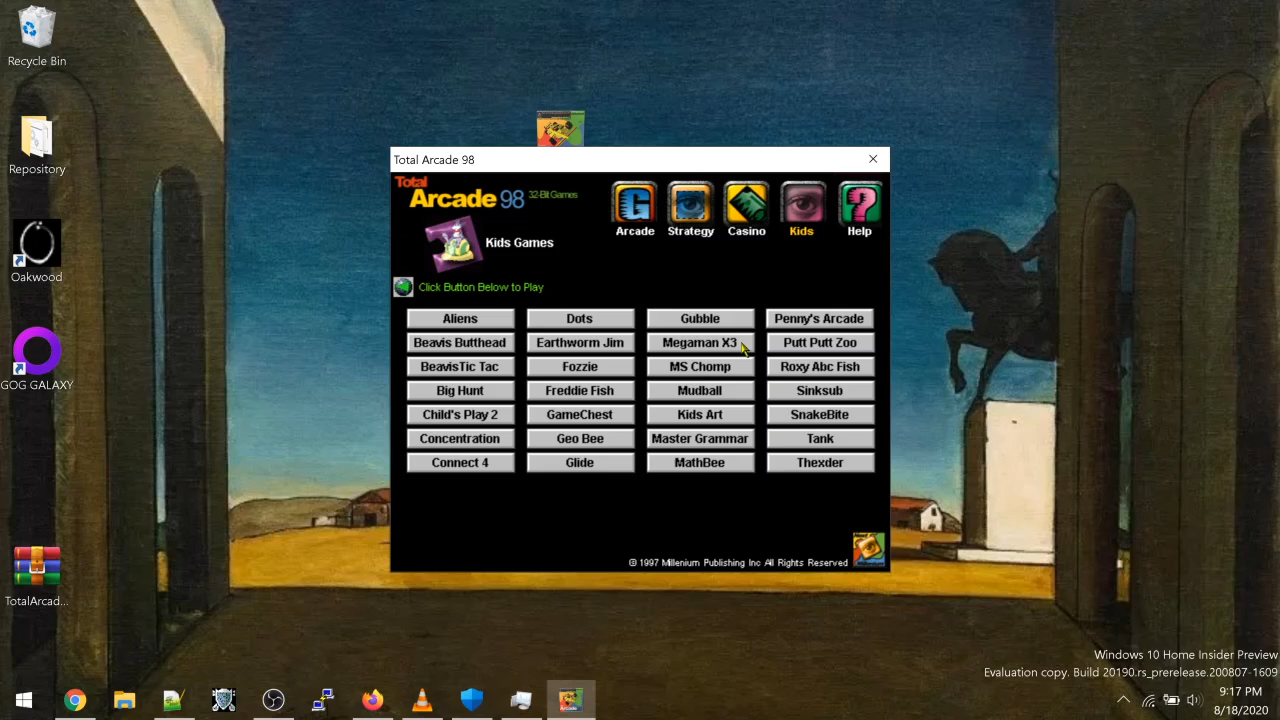 Recycle Bin
Repository
Oakwood
GOG GALAXY
TotalArcad...
Total Arcade 98
Total
Arcade 98 32-Bit Games
Kids Games
Arcade Strategy Casino Kids Help
Click Button Below to Play
Aliens Dots Gubble Penny's Arcade
Beavis Butthead Earthworm Jim Megaman X3 Putt Putt Zoo
BeavisTic Tac Fozzie MS Chomp Roxy Abc Fish
Big Hunt Freddie Fish Mudball Sinksub
Child's Play 2 GameChest Kids Art SnakeBite
Concentration Geo Bee Master Grammar Tank
Connect 4 Glide MathBee Thexder
© 1997 Millenium Publishing Inc All Rights Reserved
Windows 10 Home Insider Preview
Evaluation copy. Build 20190.rs_prerelease.200807-1609
9:17 PM
8/18/2020